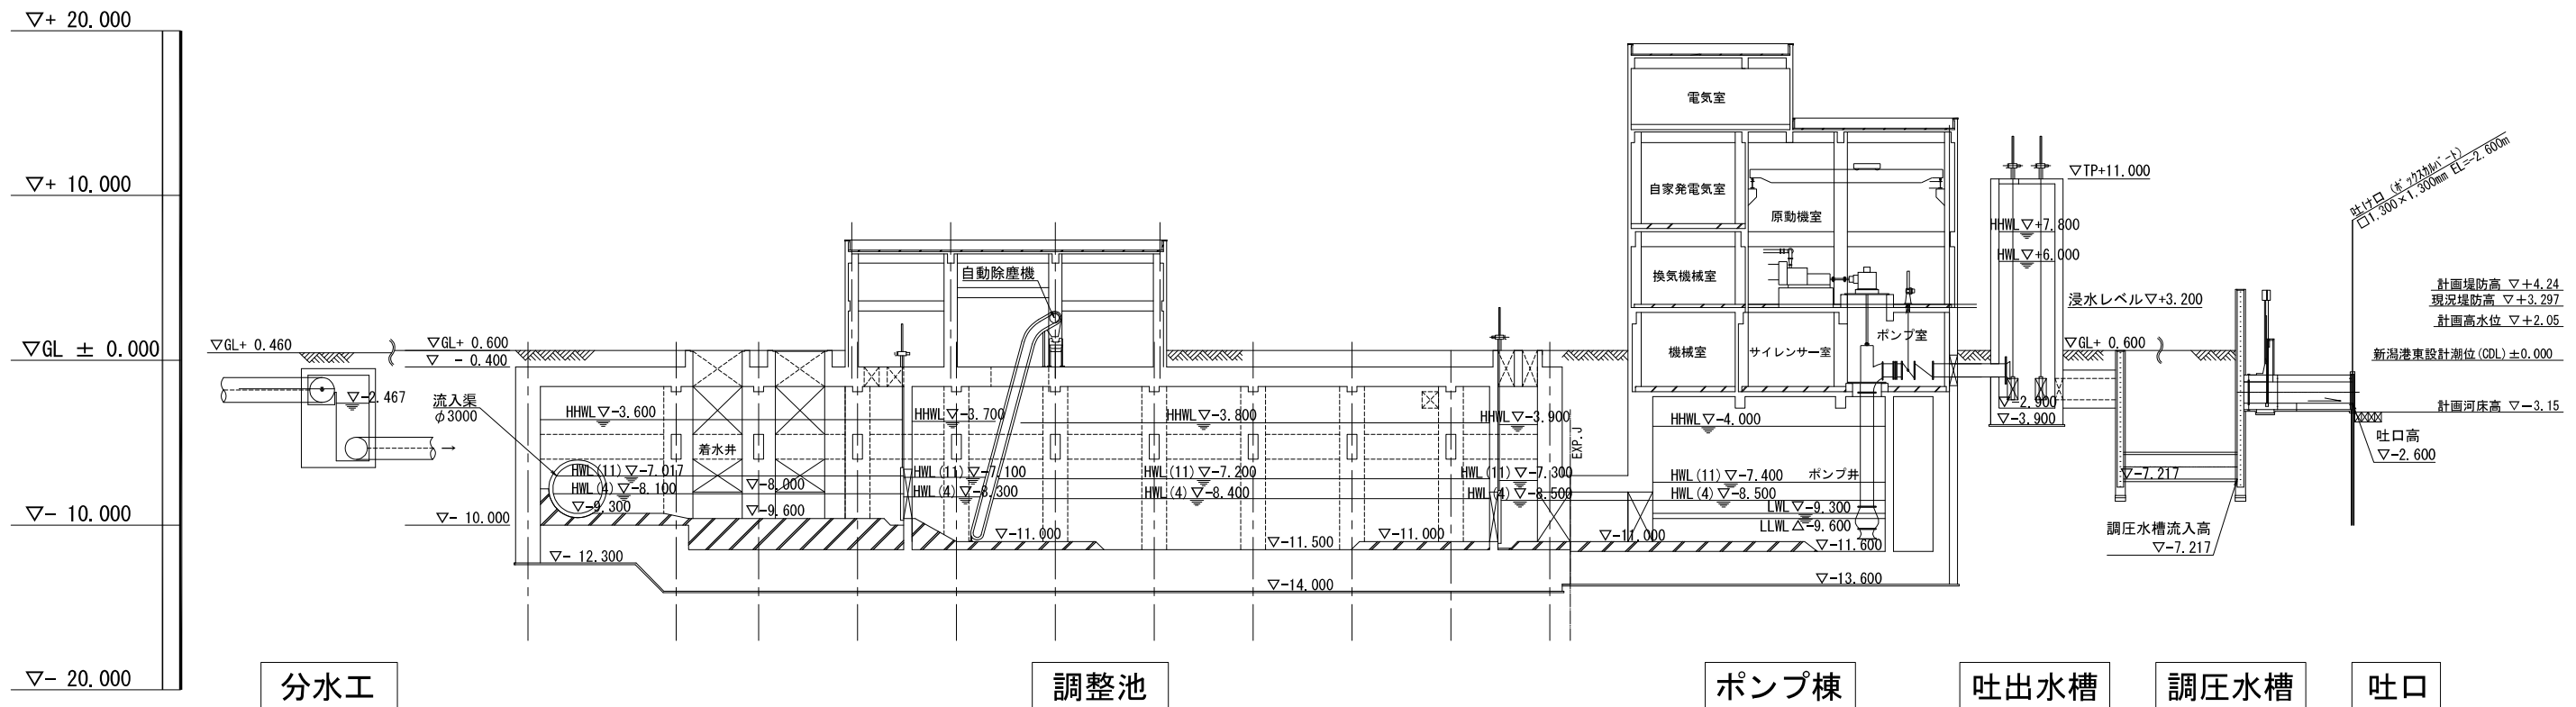 ▽+ 20.000
▽+ 10.000
▽GL ± 0.000
▽- 10.000
▽- 20.000
▽GL+ 0.460
▽-2.467
▽GL+ 0.600
▽ - 0.400
▽- 10.000
▽- 12.300
流入渠
φ3000
HHWL▽-3.600
HWL(11)▽-7.017
HWL(4)▽-8.100
▽-9.300
着水井
▽-8.000
▽-9.600
自動除塵機
HHWL▽-3.700
HWL(11)▽-7.100
HWL(4)▽-8.300
▽-11.000
HHWL▽-3.800
HWL(11)▽-7.200
HWL(4)▽-8.400
▽-11.500
▽-11.000
▽-14.000
HHWL▽-3.900
HWL(11)▽-7.300
HWL(4)▽-8.500
EXP.J
電気室
自家発電気室
原動機室
換気機械室
機械室
サイレンサー室
ポンプ室
HHWL▽-4.000
HWL(11)▽-7.400
ポンプ井
HWL(4)▽-8.500
LWL▽-9.300
LLWL△-9.600
▽-11.000
▽-11.600
▽-13.600
▽TP+11.000
HHWL▽+7.800
HWL▽+6.000
浸水レベル▽+3.200
▽GL+ 0.600
▽-2.900
▽-3.900
▽-7.217
調圧水槽流入高
▽-7.217
吐け口 (ボックスカルバート)
□1.300×1.300mm EL=-2.600m
計画堤防高 ▽+4.24
現況堤防高 ▽+3.297
計画高水位 ▽+2.05
新潟港東設計潮位(CDL)±0.000
計画河床高 ▽-3.15
吐口高
▽-2.600
分水工
調整池
ポンプ棟
吐出水槽
調圧水槽
吐口